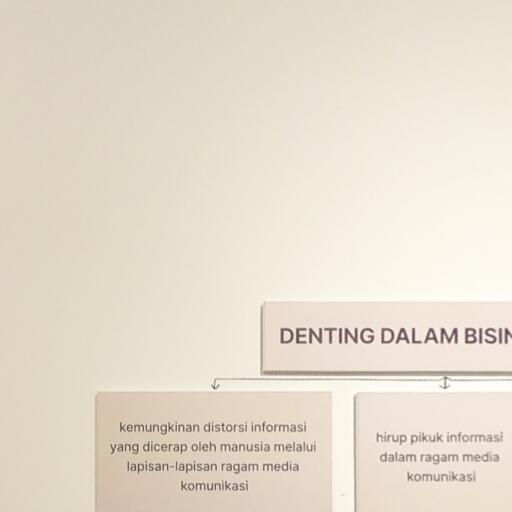 DENTING DALAM BISIN
kemungkinan distorsi informasi
yang dicerap oleh manusia melalui
lapisan-lapisan ragam media
komunikasi
hirup pikuk informasi
dalam ragam media
komunikasi